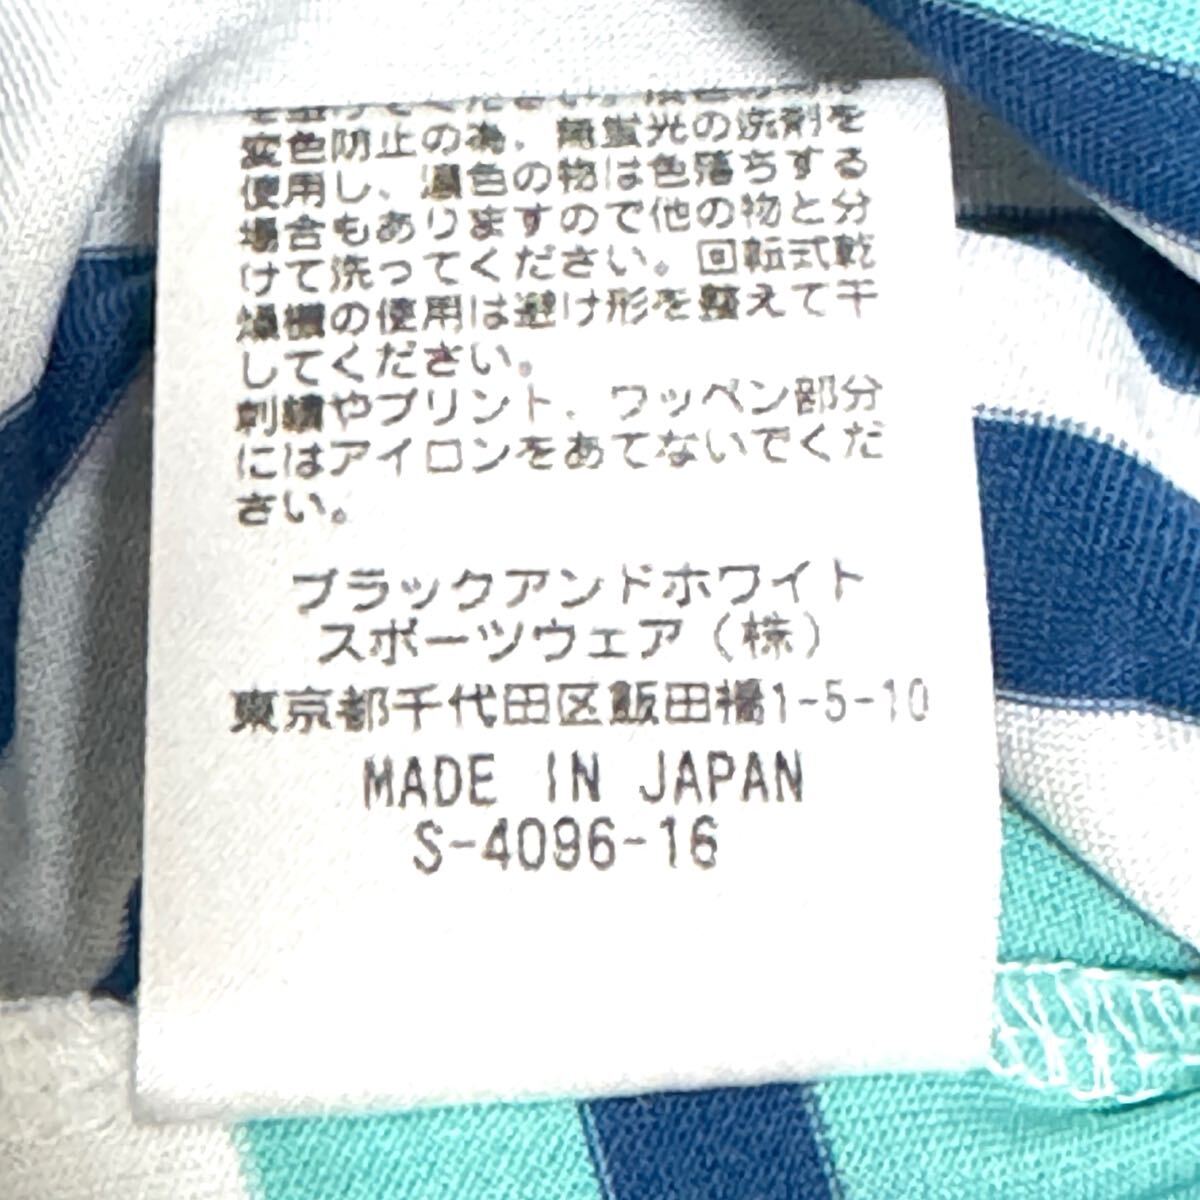 変色防止の為、無蛍光の洗剤を
使用し、濃色の物は色落ちする
場合もありますので他の物と分
けて洗ってください。回転式乾
燥機の使用は避け形を整えて干
してください。
刺繍やプリント、ワッペン部分
にはアイロンをあてないでくだ
さい。
ブラックアンドホワイト
スポーツウェア（株）
東京都千代田区飯田橋1-5-10
MADE IN JAPAN
S-4096-16